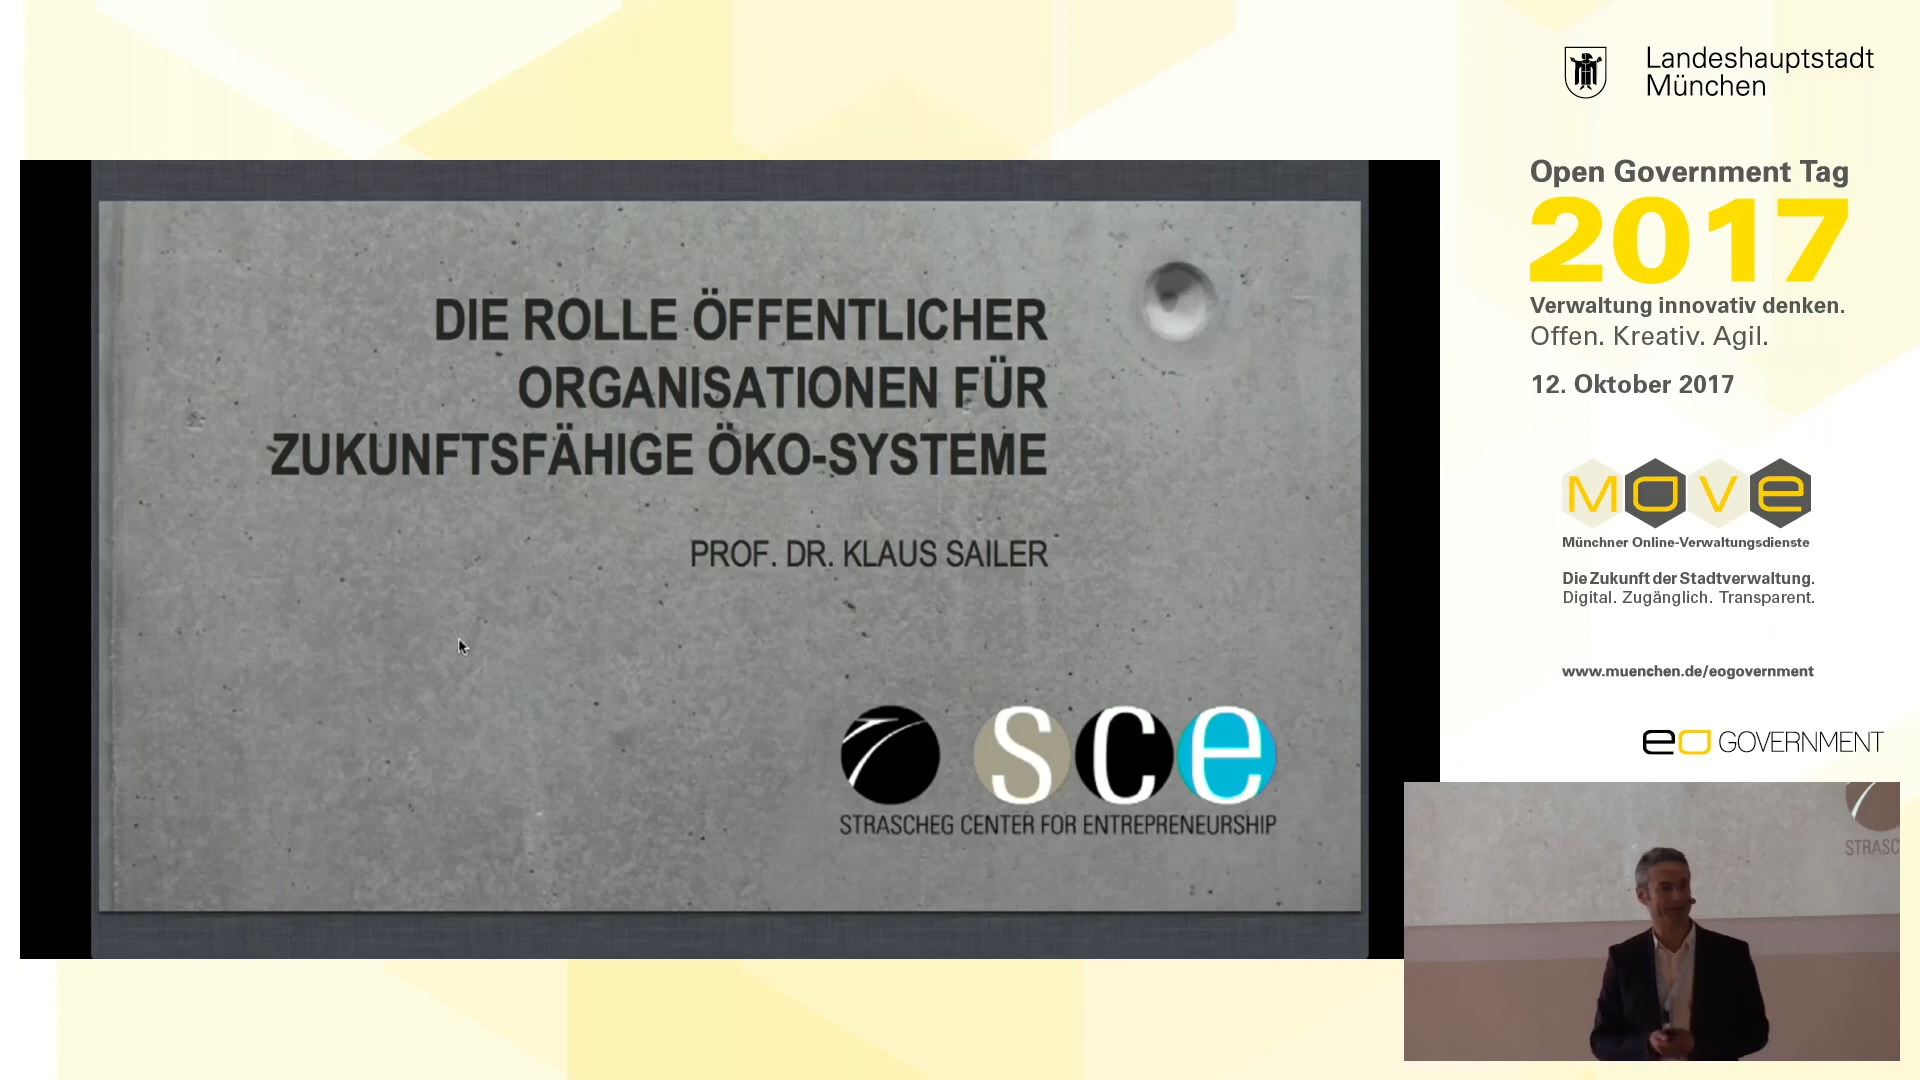 DIE ROLLE ÖFFENTLICHER
ORGANISATIONEN FÜR
ZUKUNFTSFÄHIGE ÖKO-SYSTEME
PROF. DR. KLAUS SAILER
sce
STRASCHEG CENTER FOR ENTREPRENEURSHIP
Landeshauptstadt
München
Open Government Tag
2017
Verwaltung innovativ denken.
Offen. Kreativ. Agil.
12. Oktober 2017
Move
Münchner Online-Verwaltungsdienste
Die Zukunft der Stadtverwaltung.
Digital. Zugänglich. Transparent.
www.muenchen.de/eogovernment
eo GOVERNMENT
STRASC